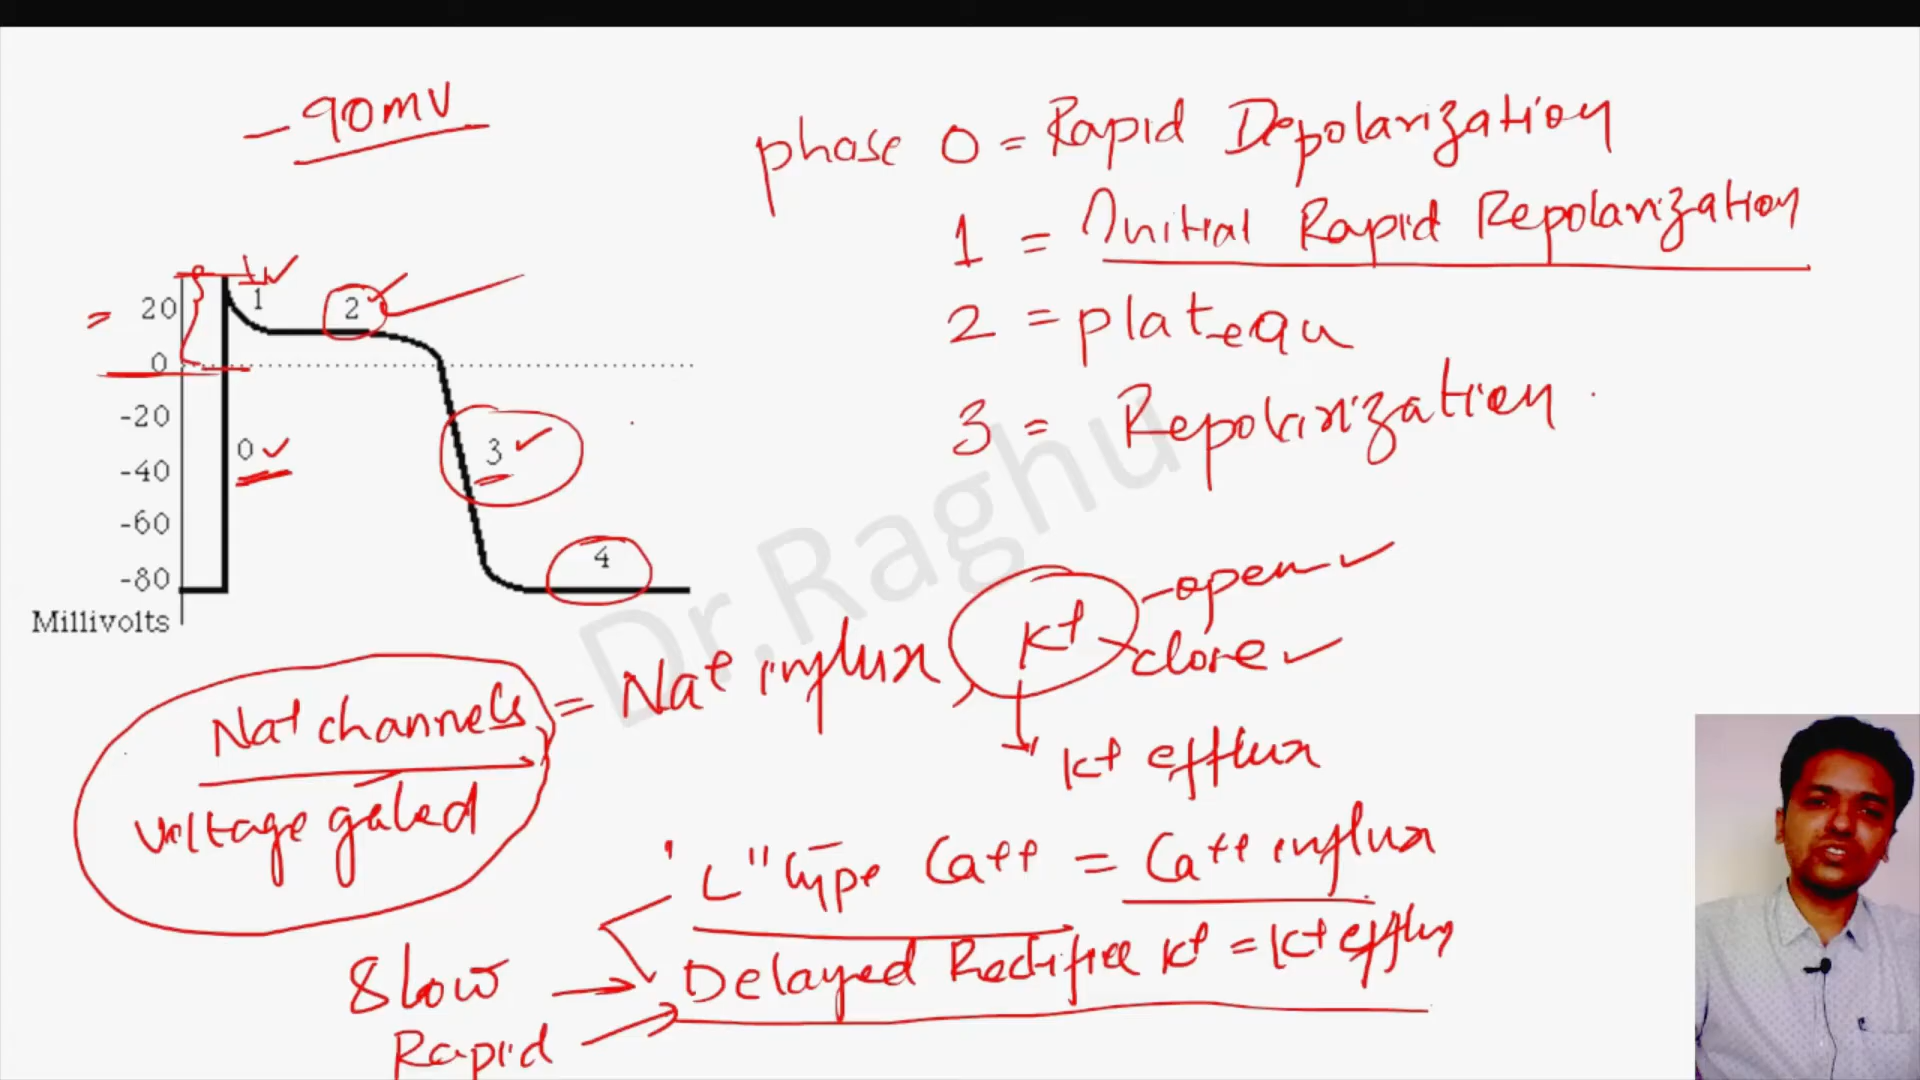 -90mV
phase 0 = Rapid Depolarization
1 = Initial Rapid Repolarization
2 = plateau
3 = Repolarization
20
0
-20
-40
-60
-80
Millivolts
1
2
0
3
4
Dr.Raghu
Na+ channels = Na+ influx, K+ -open
close
voltage gated
K+ efflux
"L" type Ca++ = Ca++ influx
Slow
Delayed Rectifier K+ = K+ efflux
Rapid